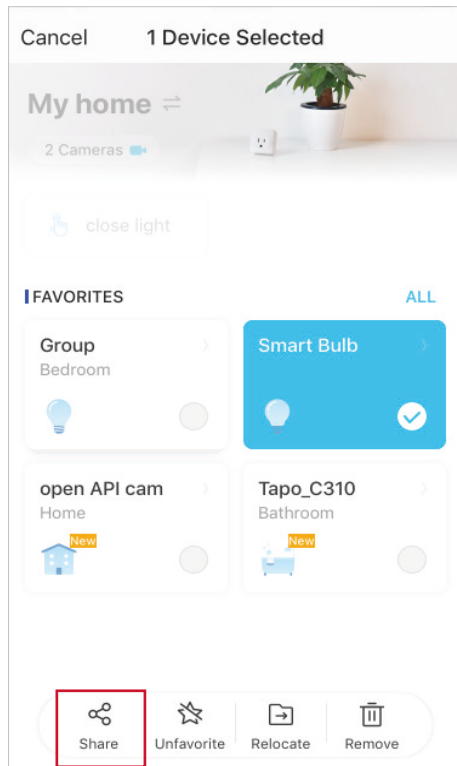 Cancel 1 Device Selected
My home
2 Cameras
close light
FAVORITES ALL
Group Smart Bulb
Bedroom
open API cam Tapo_C310
Home Bathroom
New New
Share Unfavorite Relocate Remove